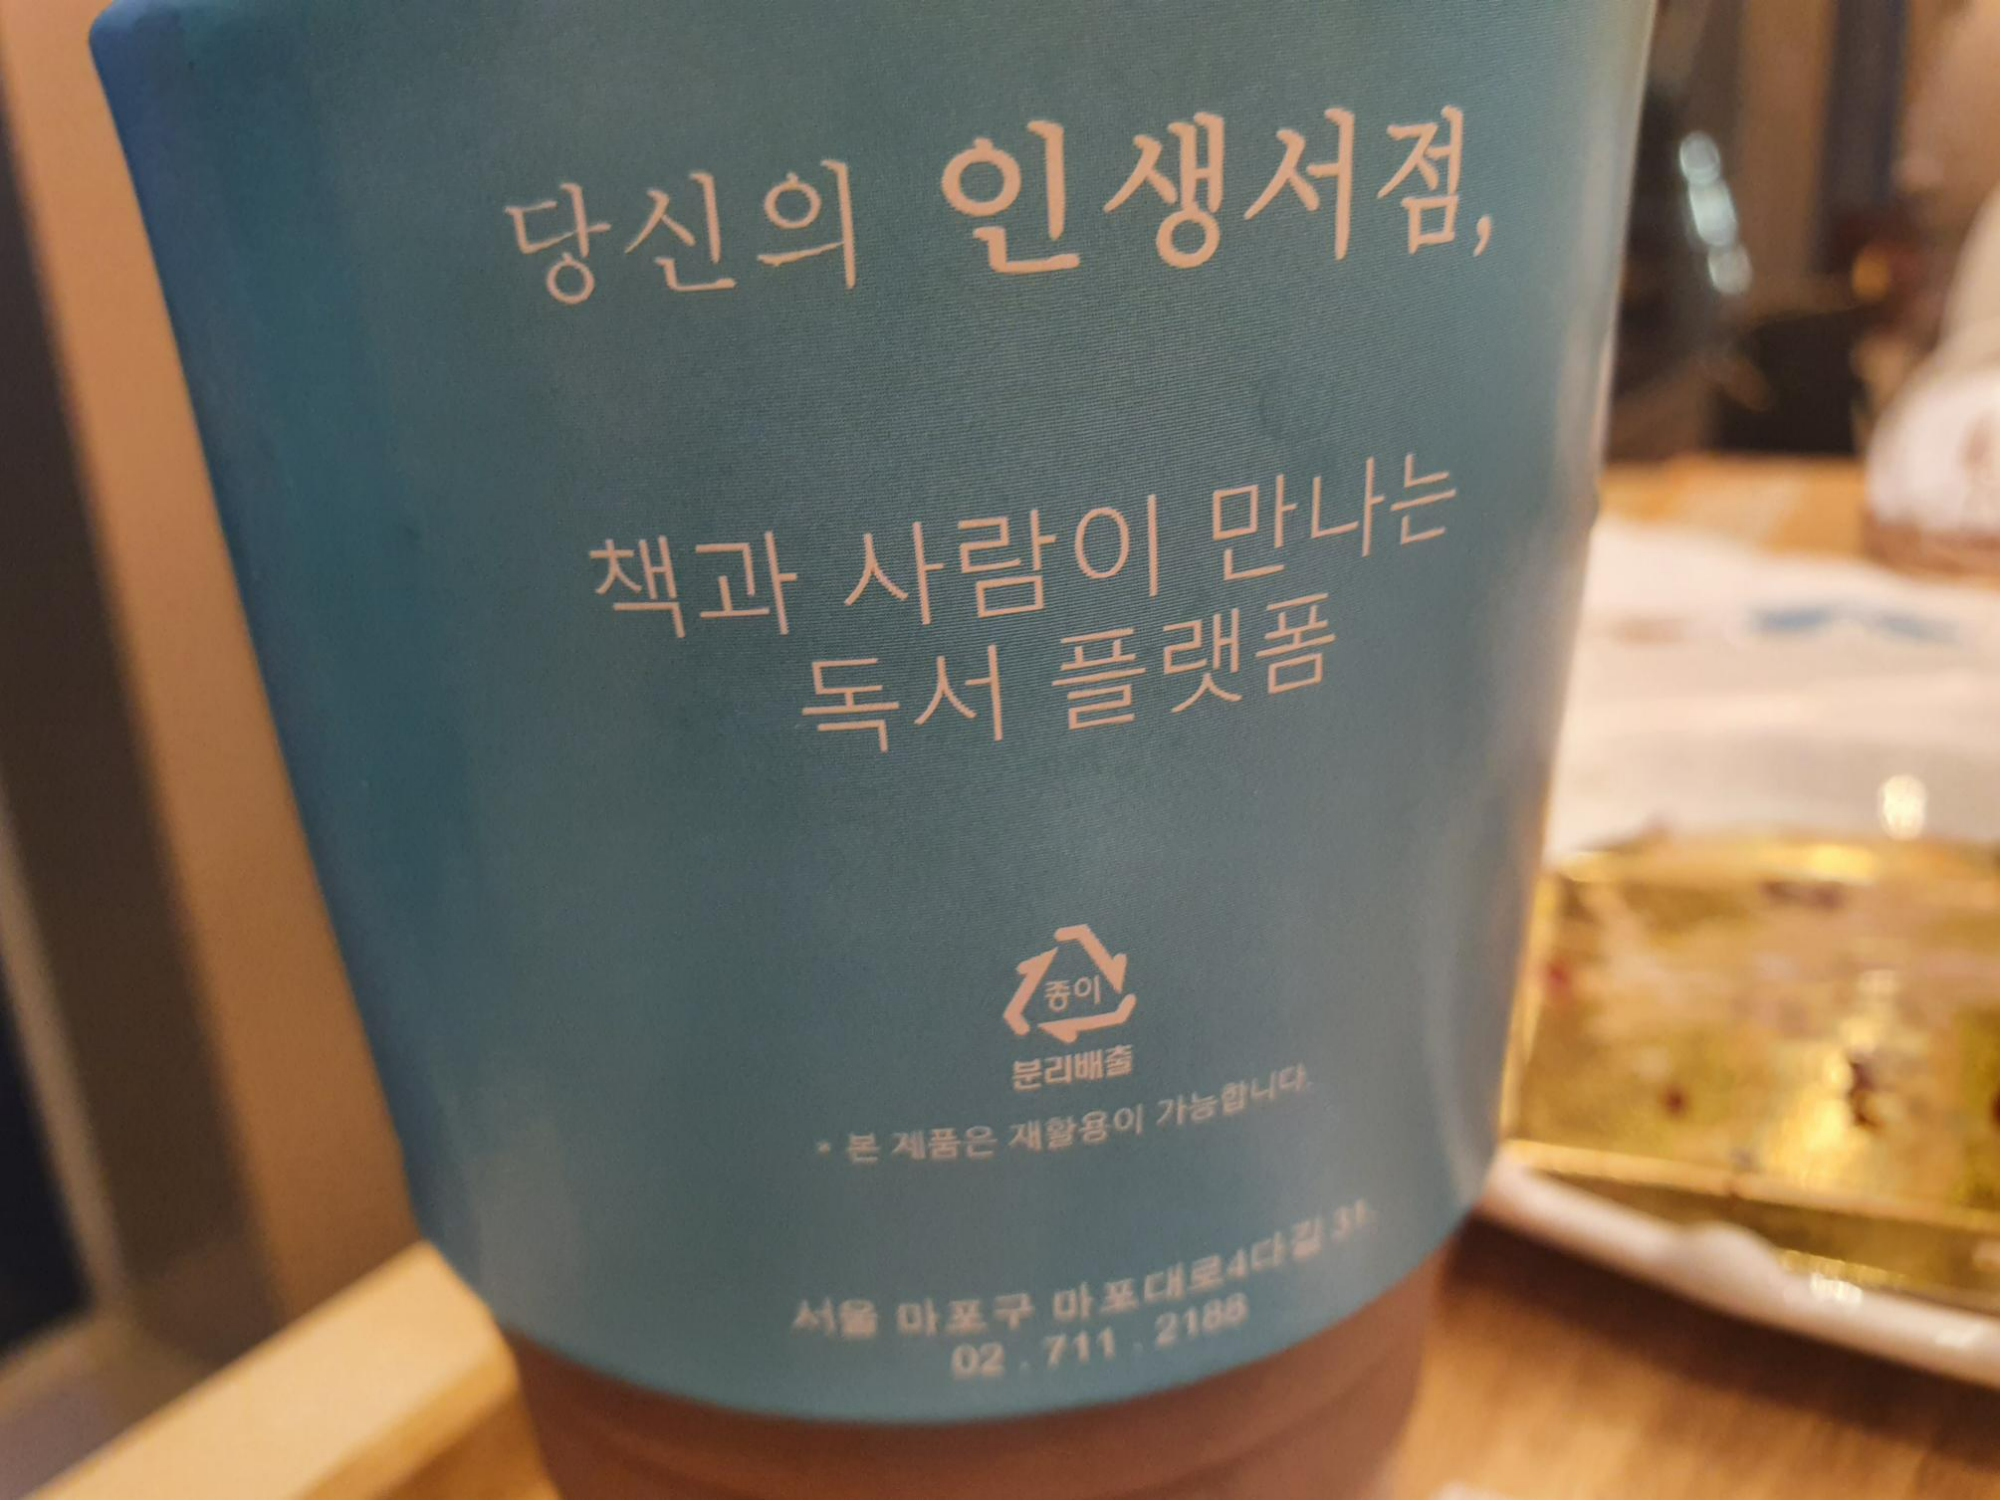 당신의 인생서점,
책과 사람이 만나는
독서 플랫폼
종이
분리배출
* 본 제품은 재활용이 가능합니다.
서울 마포구 마포대로4다길 31.
02 . 711 . 2188